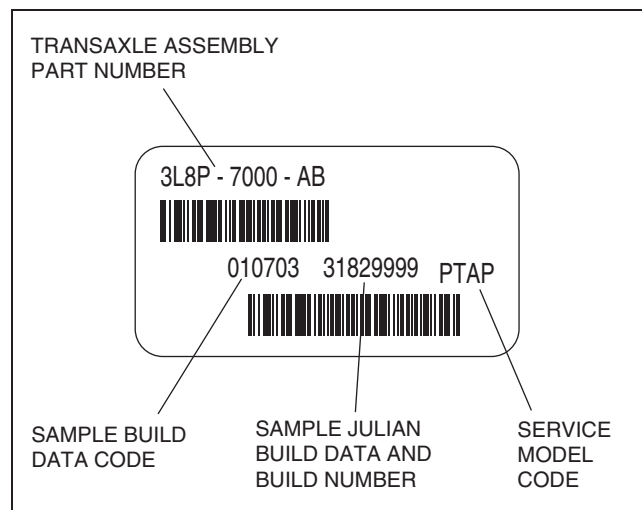 TRANSAXLE ASSEMBLY
PART NUMBER
3L8P - 7000 - AB
010703 31829999 PTAP
SAMPLE BUILD
DATA CODE
SAMPLE JULIAN
BUILD DATA AND
BUILD NUMBER
SERVICE
MODEL
CODE